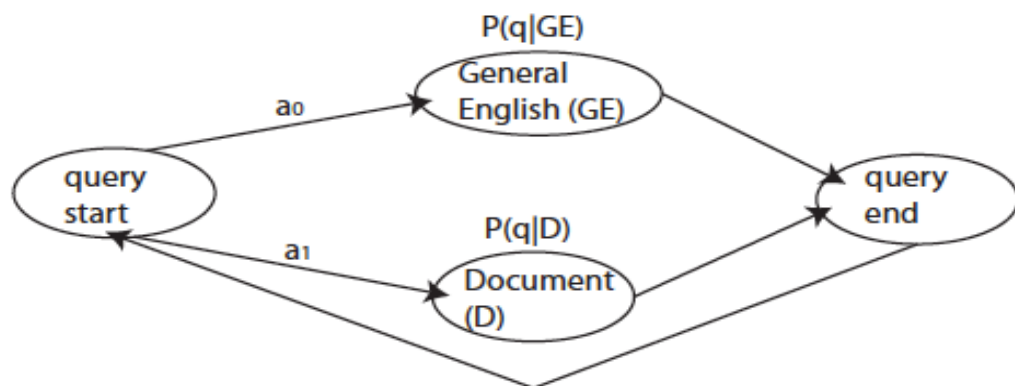 P(q|GE)
General
English (GE)
a0
query
start
query
end
P(q|D)
a1
Document
(D)